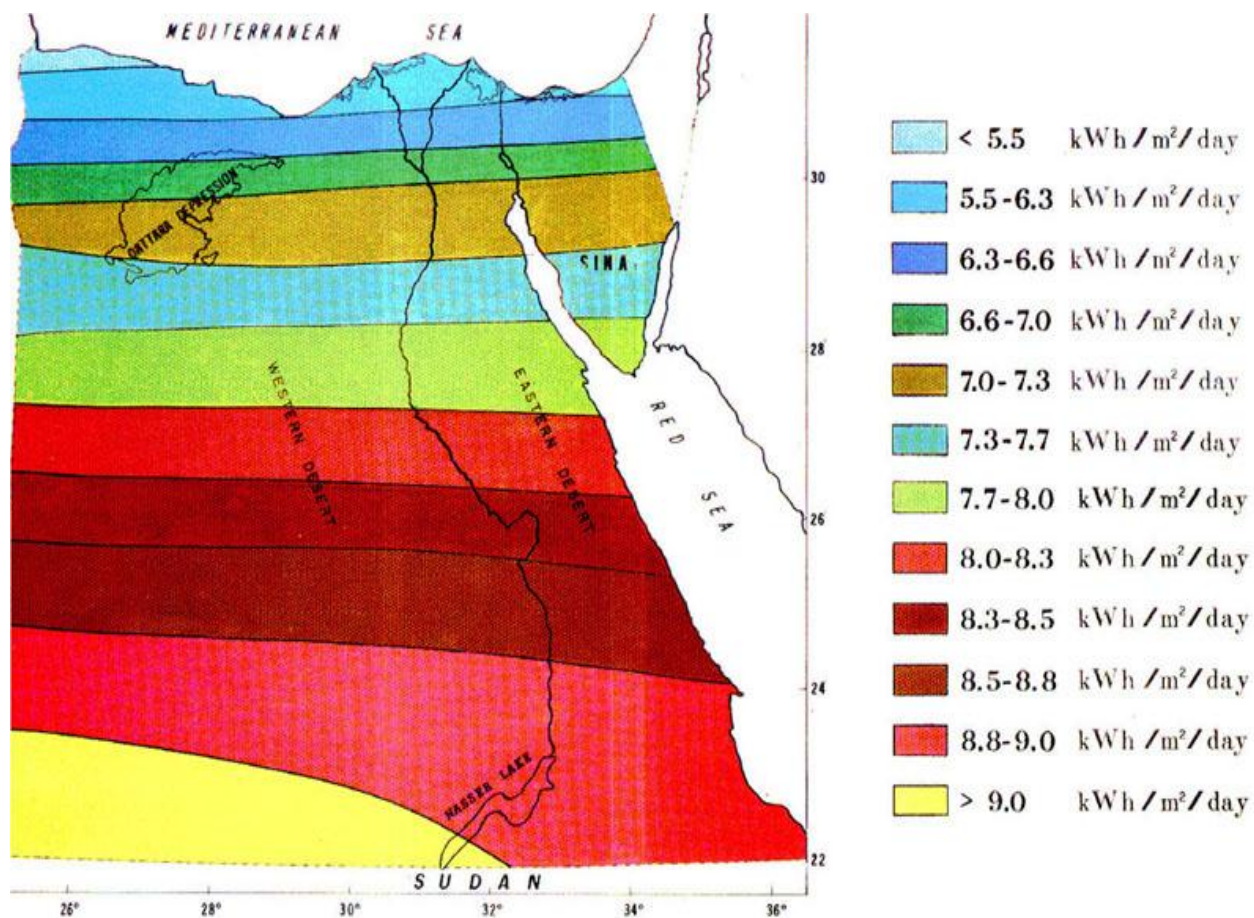 MEDITERRANEAN SEA
QATTARA DEPRESSION
SINA
WESTERN DESERT
EASTERN DESERT
RED SEA
NASSER LAKE
SUDAN
30
28
26
24
22
26° 28° 30° 32° 34° 36°
< 5.5 kWh/m²/day
5.5-6.3 kWh/m²/day
6.3-6.6 kWh/m²/day
6.6-7.0 kWh/m²/day
7.0-7.3 kWh/m²/day
7.3-7.7 kWh/m²/day
7.7-8.0 kWh/m²/day
8.0-8.3 kWh/m²/day
8.3-8.5 kWh/m²/day
8.5-8.8 kWh/m²/day
8.8-9.0 kWh/m²/day
> 9.0 kWh/m²/day